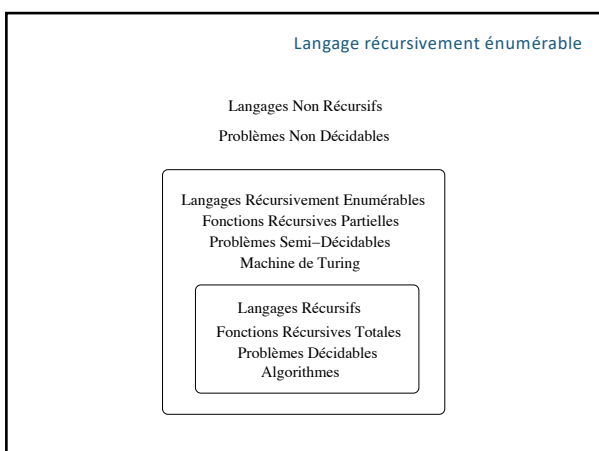 Langage récursivement énumérable
Langages Non Récursifs
Problèmes Non Décidables
Langages Récursivement Enumérables
Fonctions Récursives Partielles
Problèmes Semi−Décidables
Machine de Turing
Langages Récursifs
Fonctions Récursives Totales
Problèmes Décidables
Algorithmes